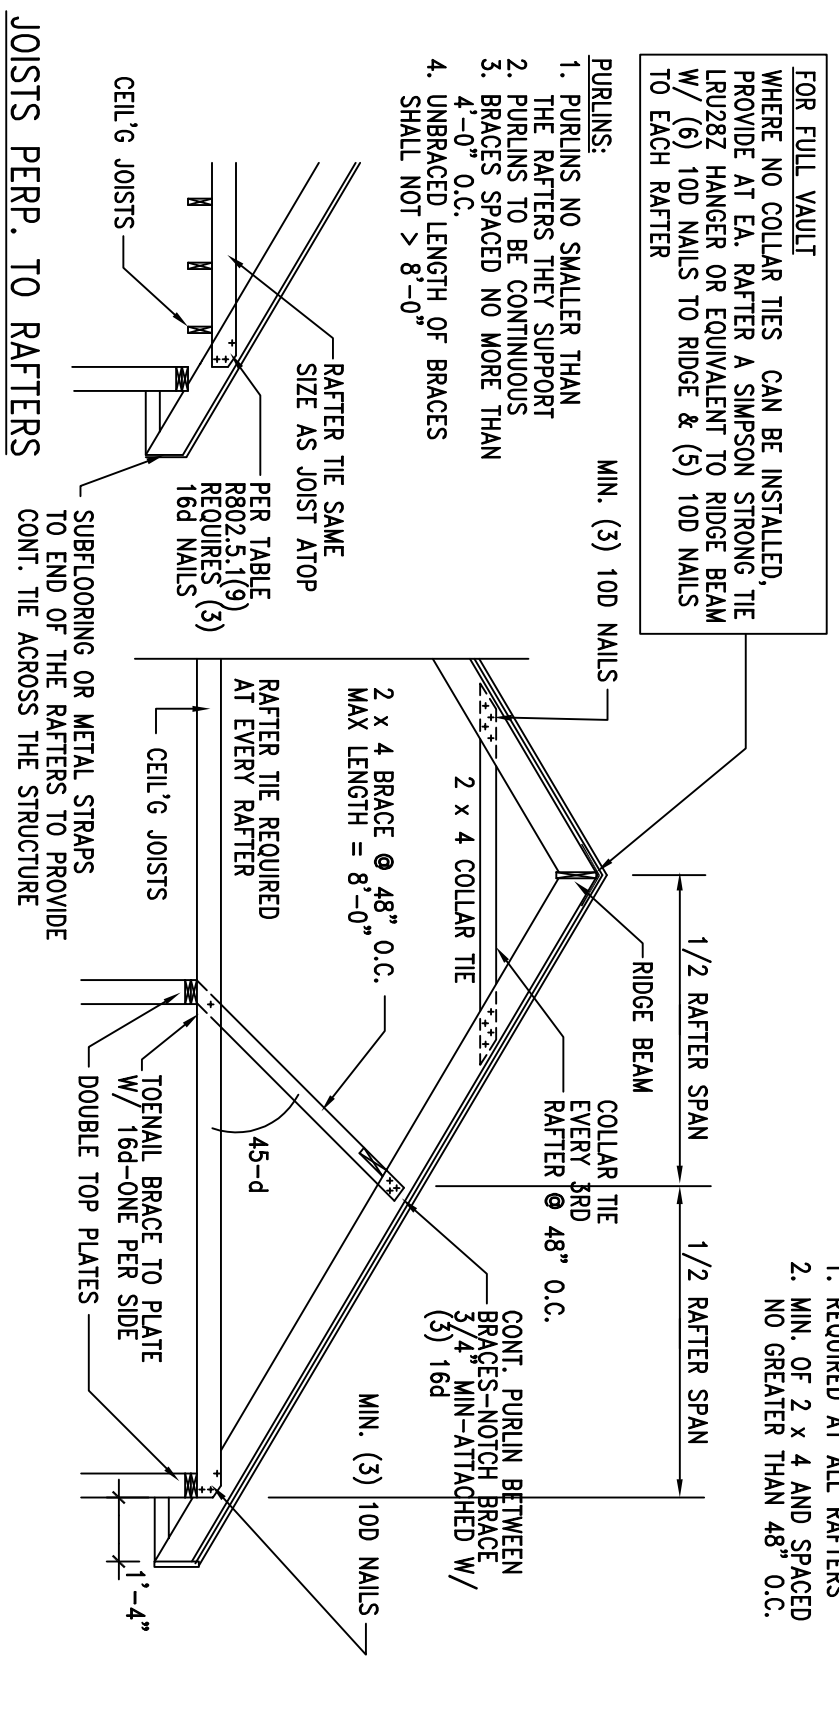 FOR FULL VAULT
WHERE NO COLLAR TIES CAN BE INSTALLED,
PROVIDE AT EA. RAFTER A SIMPSON STRONG TIE
LRU28Z HANGER OR EQUIVALENT TO RIDGE BEAM
W/ (6) 10D NAILS TO RIDGE & (5) 10D NAILS
TO EACH RAFTER
PURLINS:
1. PURLINS NO SMALLER THAN
THE RAFTERS THEY SUPPORT
2. PURLINS TO BE CONTINUOUS
3. BRACES SPACED NO MORE THAN
4'-0" O.C.
4. UNBRACED LENGTH OF BRACES
SHALL NOT > 8'-0"
CEIL'G JOISTS
RAFTER TIE SAME
SIZE AS JOIST ATOP
PER TABLE
R802.5.1(9)
REQUIRES (3)
16d NAILS
SUBFLOORING OR METAL STRAPS
TO END OF THE RAFTERS TO PROVIDE
CONT. TIE ACROSS THE STRUCTURE
JOISTS PERP. TO RAFTERS
1. REQUIRED AT ALL RAFTERS
2. MIN. OF 2 x 4 AND SPACED
NO GREATER THAN 48" O.C.
1/2 RAFTER SPAN
1/2 RAFTER SPAN
MIN. (3) 10D NAILS
RIDGE BEAM
COLLAR TIE
EVERY 3RD
RAFTER @ 48" O.C.
2 x 4 COLLAR TIE
CONT. PURLIN BETWEEN
BRACES-NOTCH BRACE
3/4" MIN-ATTACHED W/
(3) 16d
2 x 4 BRACE @ 48" O.C.
MAX LENGTH = 8'-0"
MIN. (3) 10D NAILS
RAFTER TIE REQUIRED
AT EVERY RAFTER
45-d
CEIL'G JOISTS
TOENAIL BRACE TO PLATE
W/ 16d-ONE PER SIDE
DOUBLE TOP PLATES
1'-4"